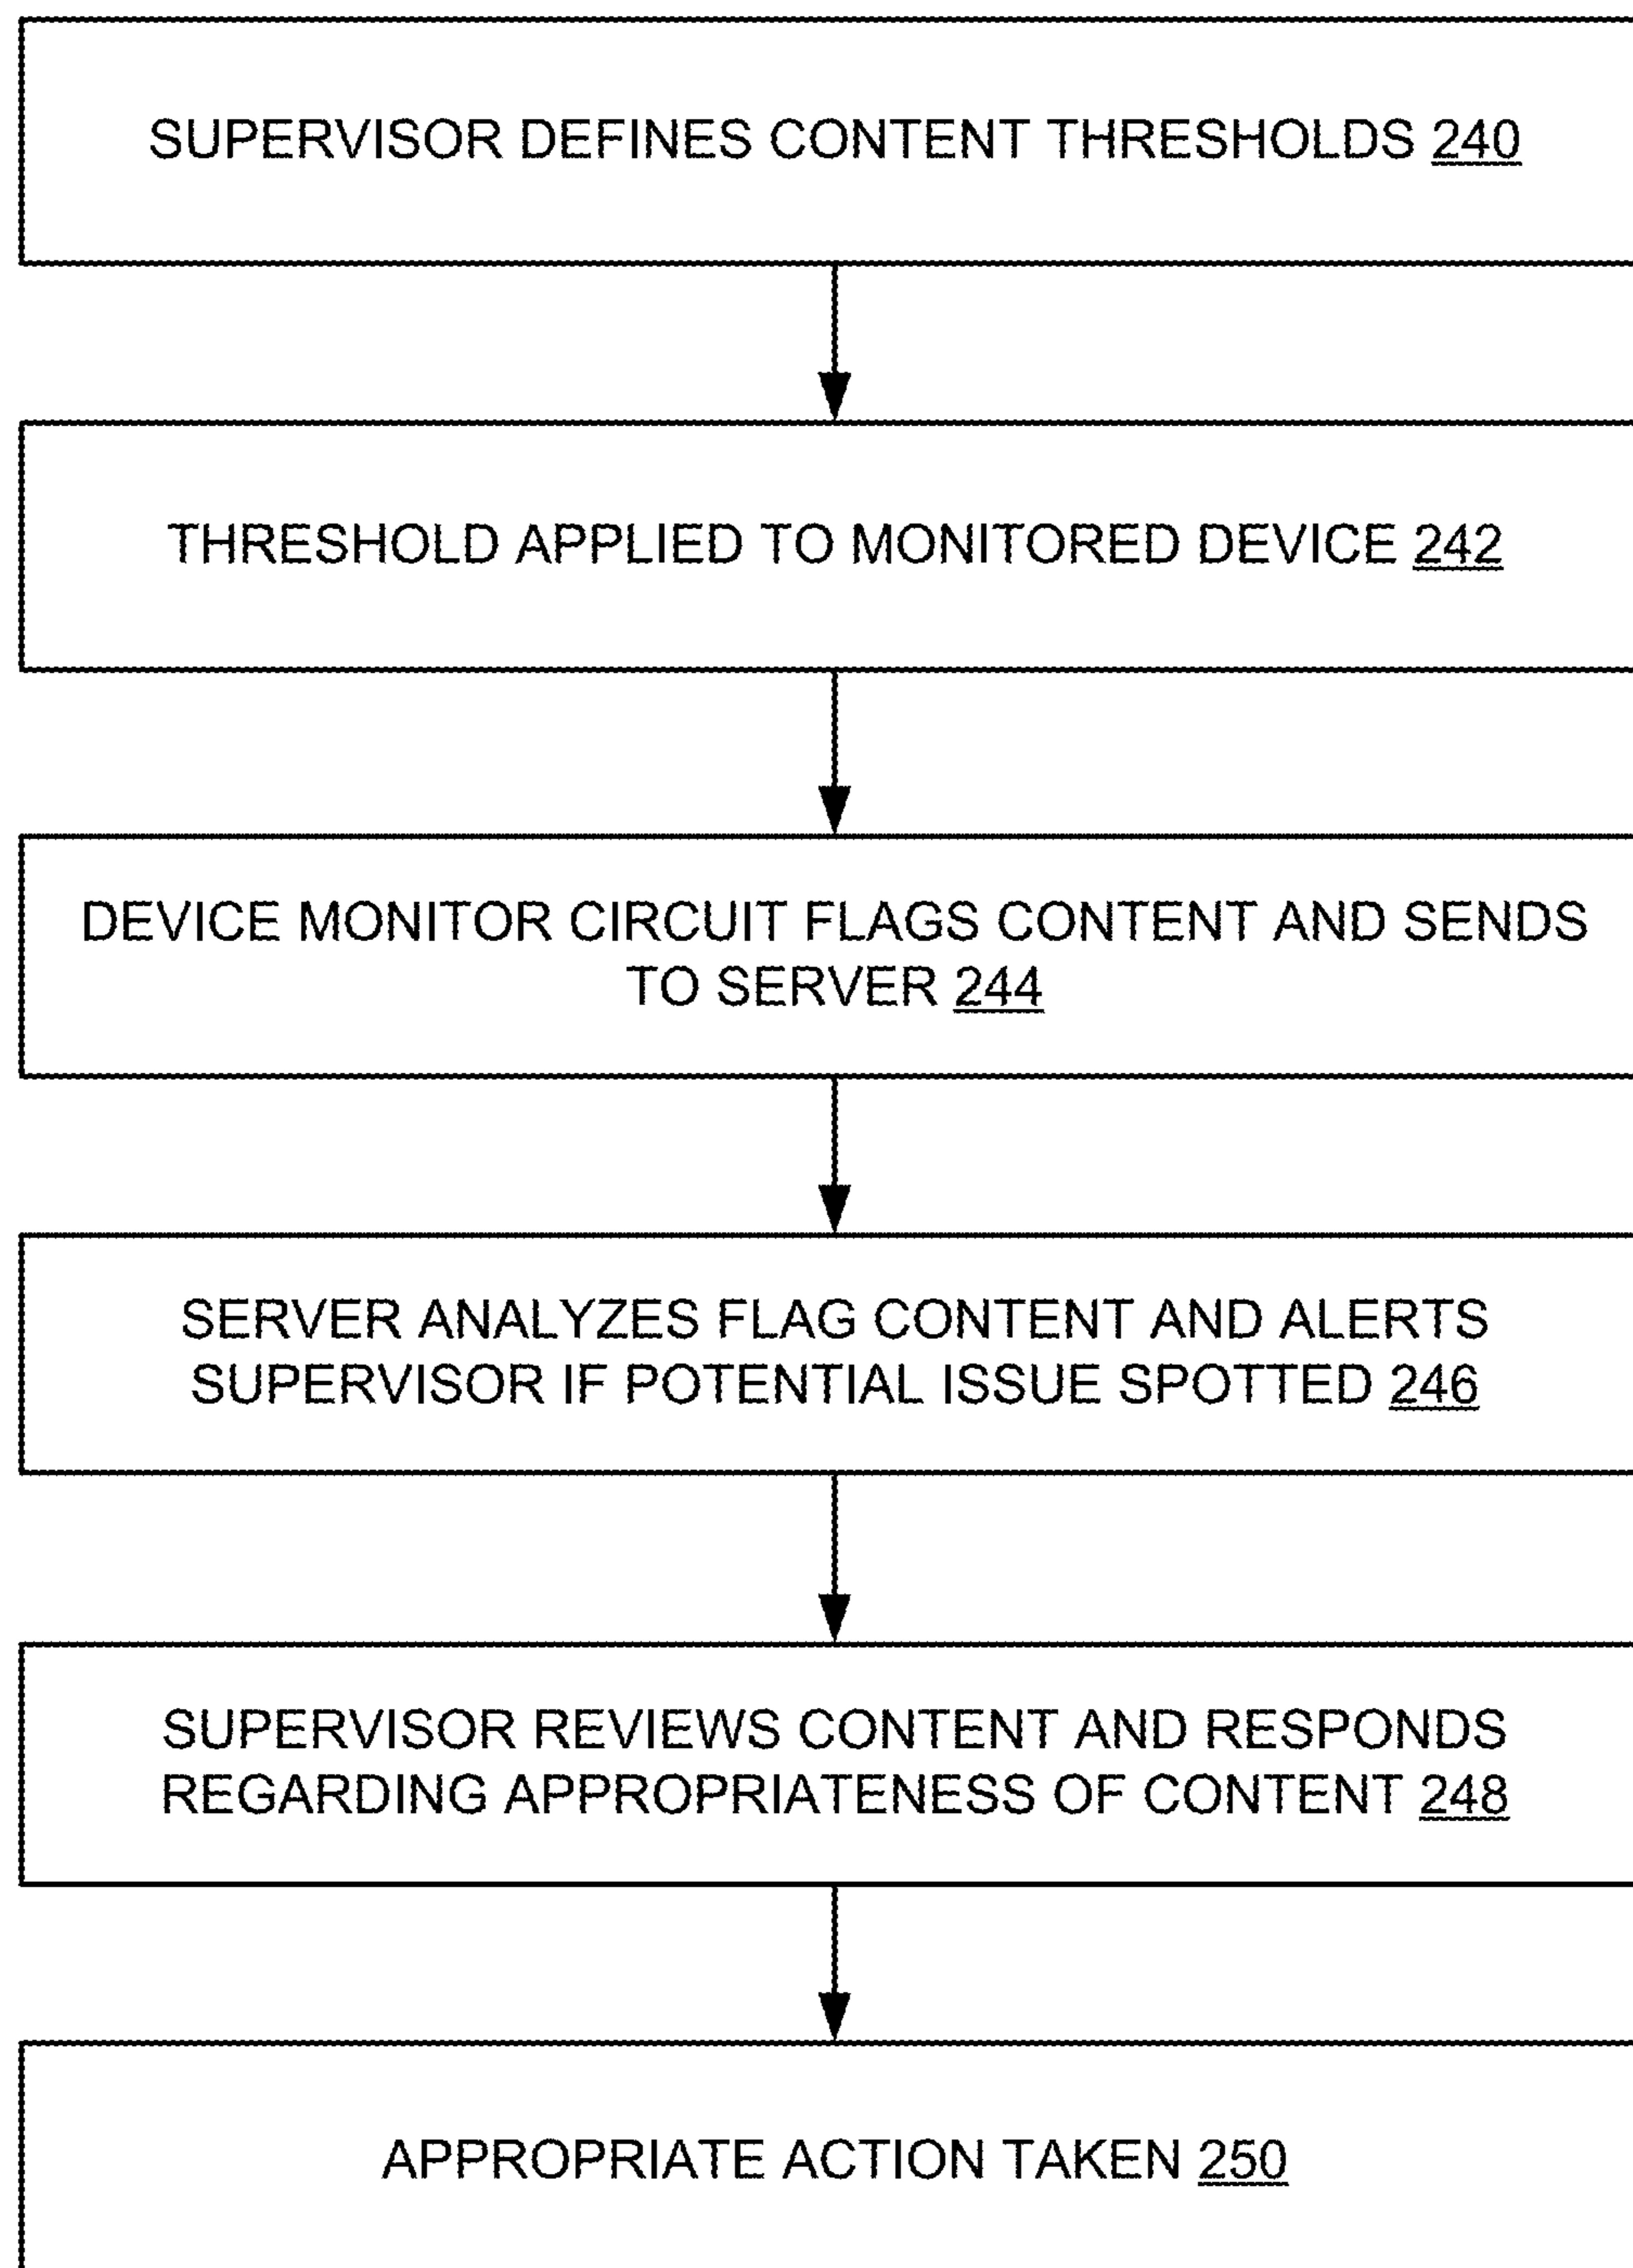 SUPERVISOR DEFINES CONTENT THRESHOLDS 240
THRESHOLD APPLIED TO MONITORED DEVICE 242
DEVICE MONITOR CIRCUIT FLAGS CONTENT AND SENDS
TO SERVER 244
SERVER ANALYZES FLAG CONTENT AND ALERTS
SUPERVISOR IF POTENTIAL ISSUE SPOTTED 246
SUPERVISOR REVIEWS CONTENT AND RESPONDS
REGARDING APPROPRIATENESS OF CONTENT 248
APPROPRIATE ACTION TAKEN 250